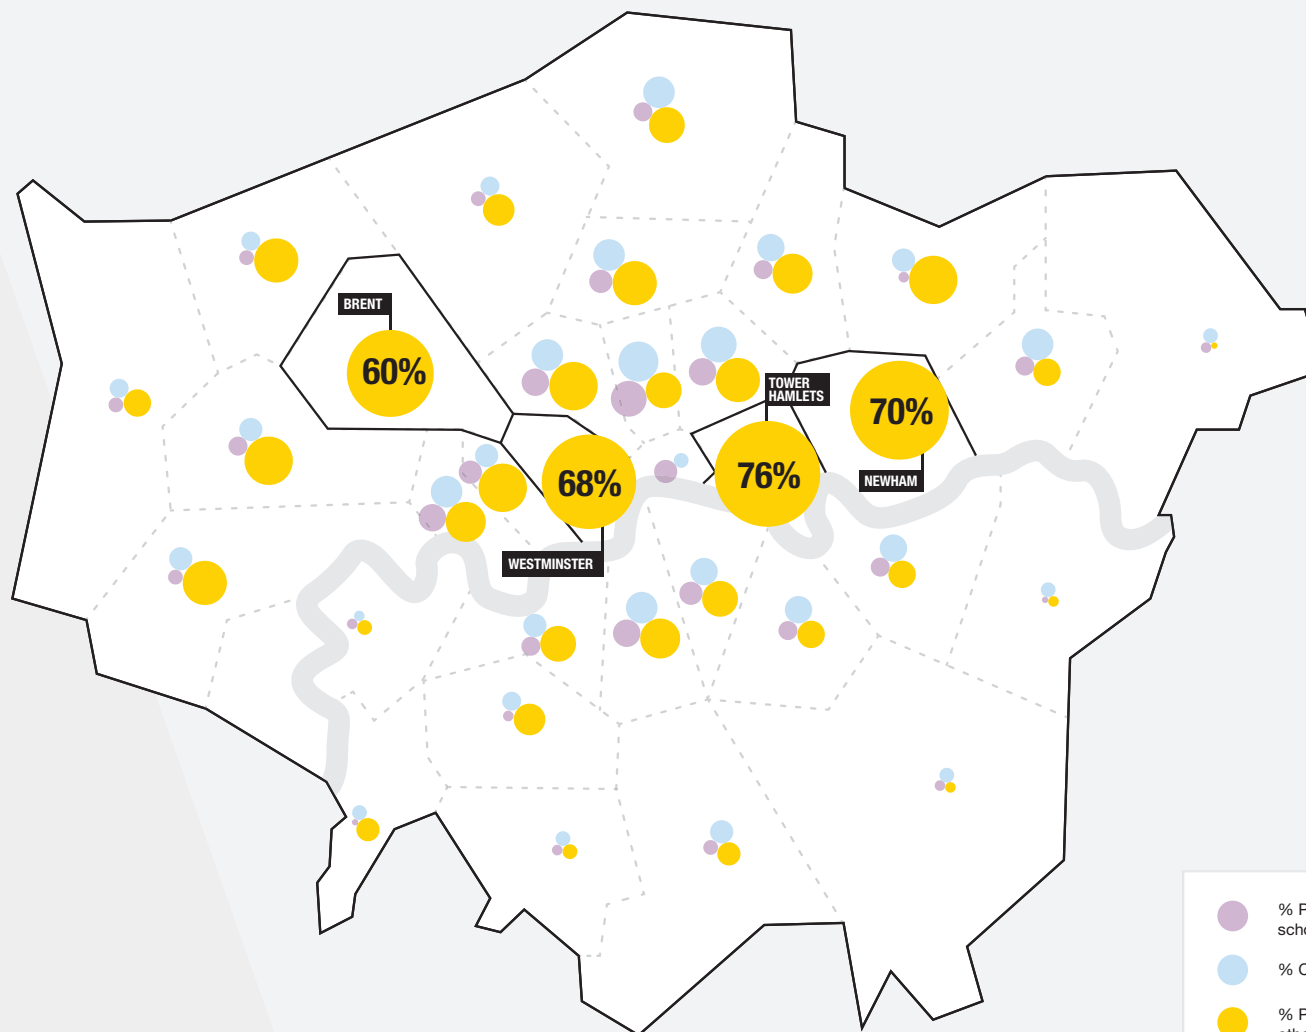 BRENT
60%
TOWER
HAMLETS
70%
68%
76%
NEWHAM
WESTMINSTER
% P
% C
% P